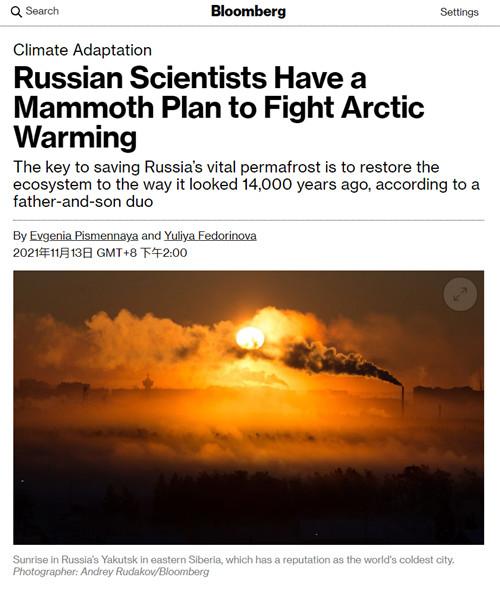 Search
Bloomberg
Settings
Climate Adaptation
Russian Scientists Have a
Mammoth Plan to Fight Arctic
Warming
The key to saving Russia's vital permafrost is to restore the
ecosystem to the way it looked 14,000 years ago, according to a
father-and-son duo
By Evgenia Pismennaya and Yuliya Fedorinova
2021年11月13日 GMT+8 下午2:00
Sunrise in Russia's Yakutsk in eastern Siberia, which has a reputation as the world's coldest city.
Photographer: Andrey Rudakov/Bloomberg